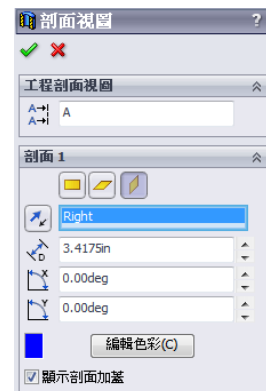 剖面視圖 ?
工程剖面視圖
A
A
A
剖面 1
Right
D
3.4175in
X
0.00deg
Y
0.00deg
編輯色彩(C)
顯示剖面加蓋